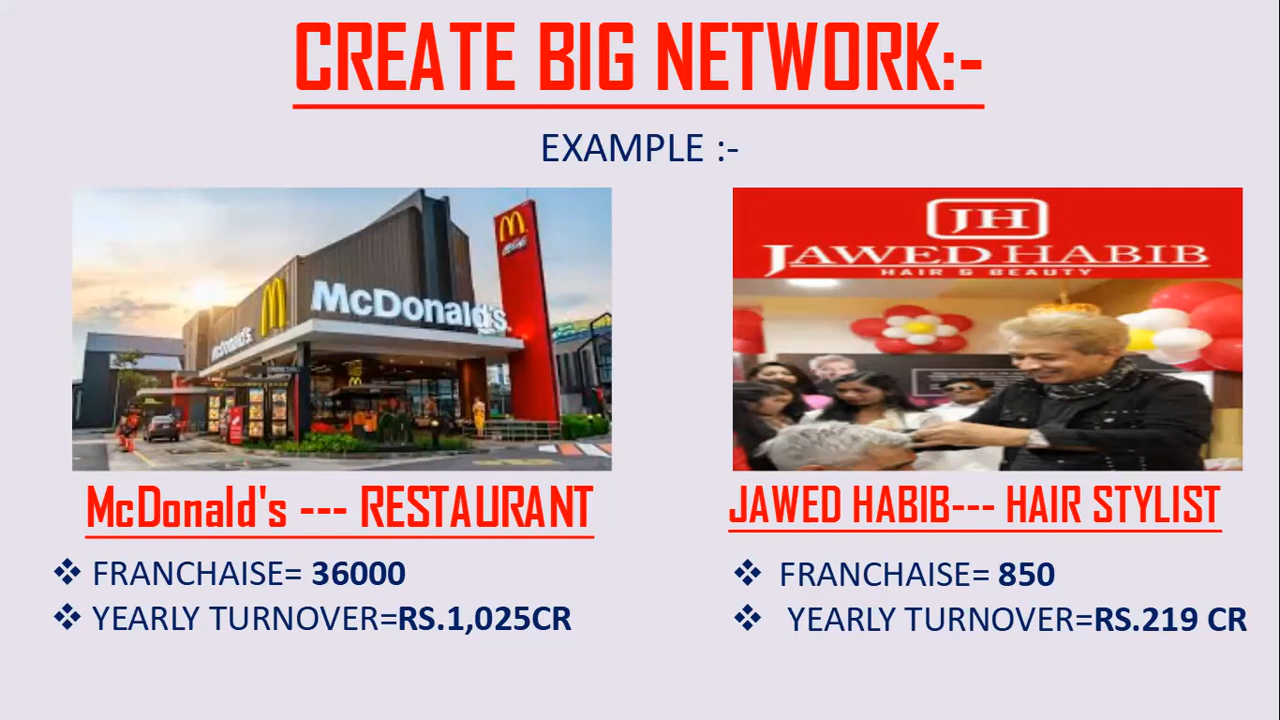 CREATE BIG NETWORK:-
EXAMPLE :-
McDonald's
McDonald's
JH
JAWED HABIB
HAIR & BEAUTY
McDonald's --- RESTAURANT
❖ FRANCHAISE= 36000
❖ YEARLY TURNOVER=RS.1,025CR
JAWED HABIB--- HAIR STYLIST
❖ FRANCHAISE= 850
❖ YEARLY TURNOVER=RS.219 CR